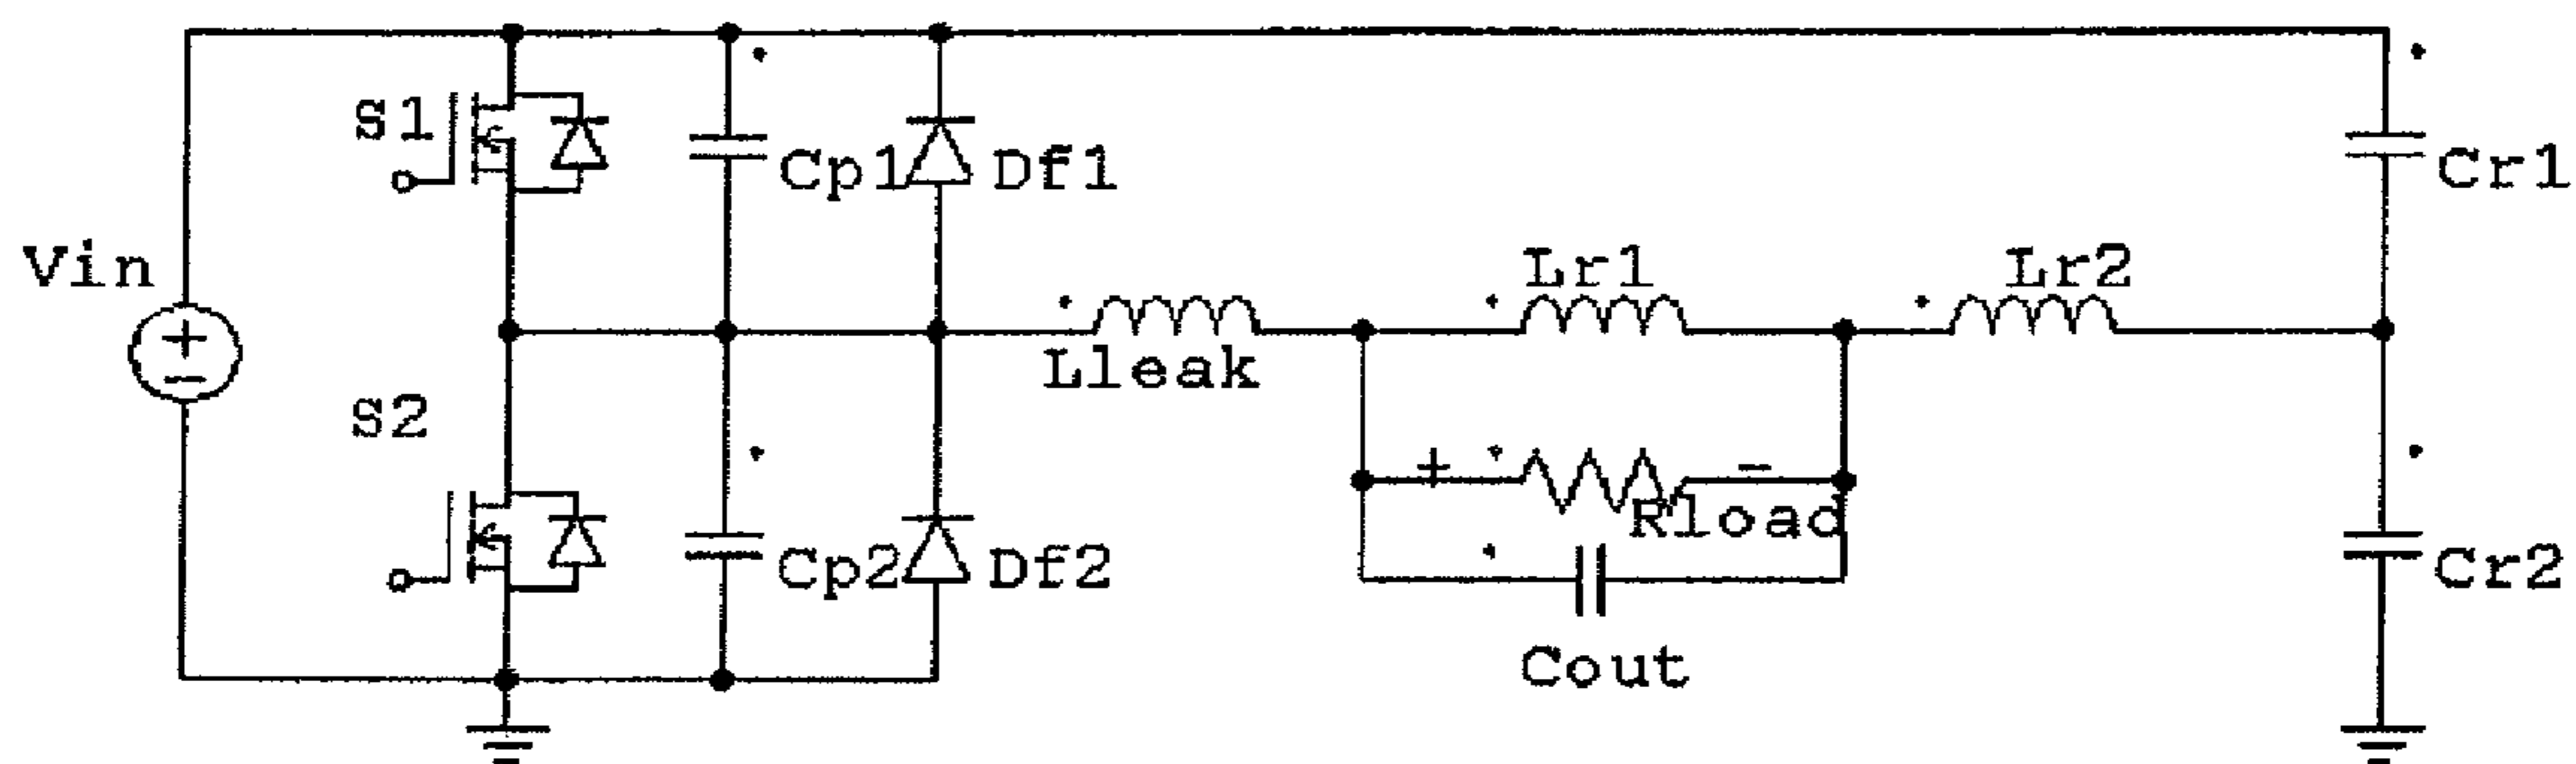 S1
Cp1
Df1
Cr1
Vin
+
−
Lr1
Lr2
Lleak
S2
+
−
Rload
Cp2
Df2
Cr2
Cout